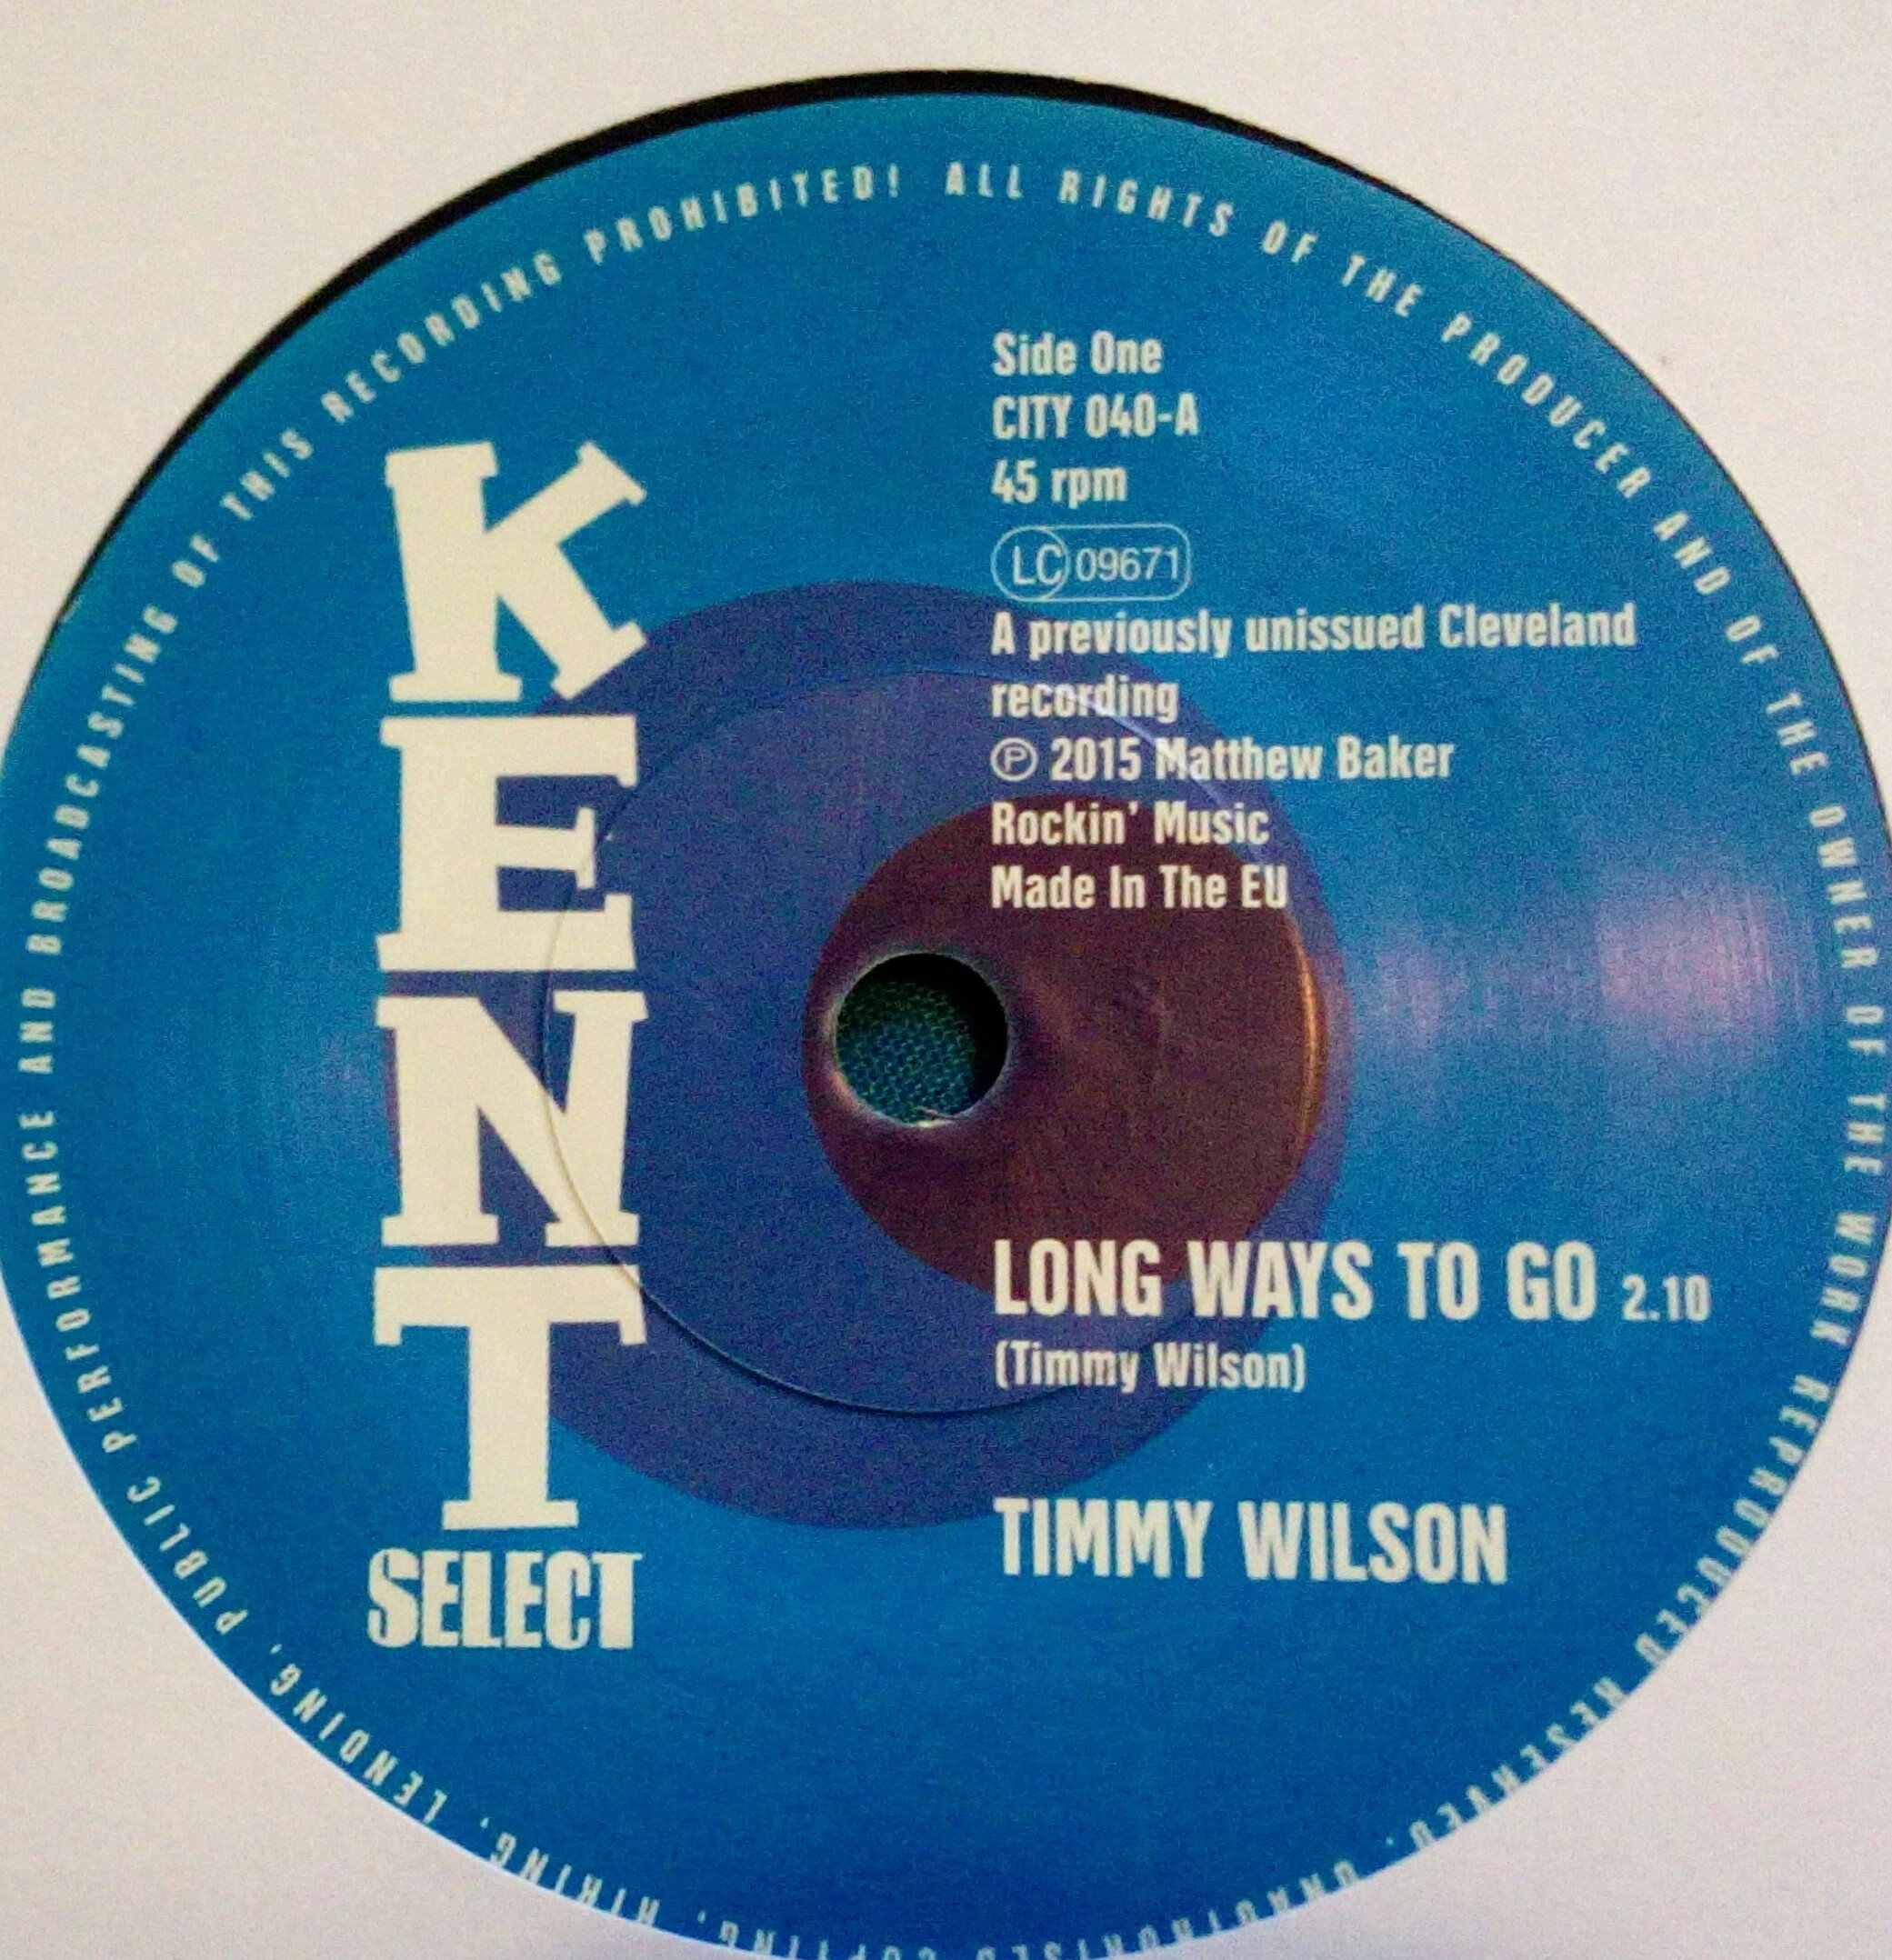 ALL RIGHTS OF THE PRODUCER AND OF THE OWNER OF THE WORK REPRODUCED RESERVED. UNAUTHORISED COPYING, HIRING, LENDING, PUBLIC PERFORMANCE AND BROADCASTING OF THIS RECORDING PROHIBITED!
KENT
SELECT
Side One
CITY 040-A
45 rpm
LC 09671
A previously unissued Cleveland
recording
℗ 2015 Matthew Baker
Rockin' Music
Made In The EU
LONG WAYS TO GO 2.10
(Timmy Wilson)
TIMMY WILSON